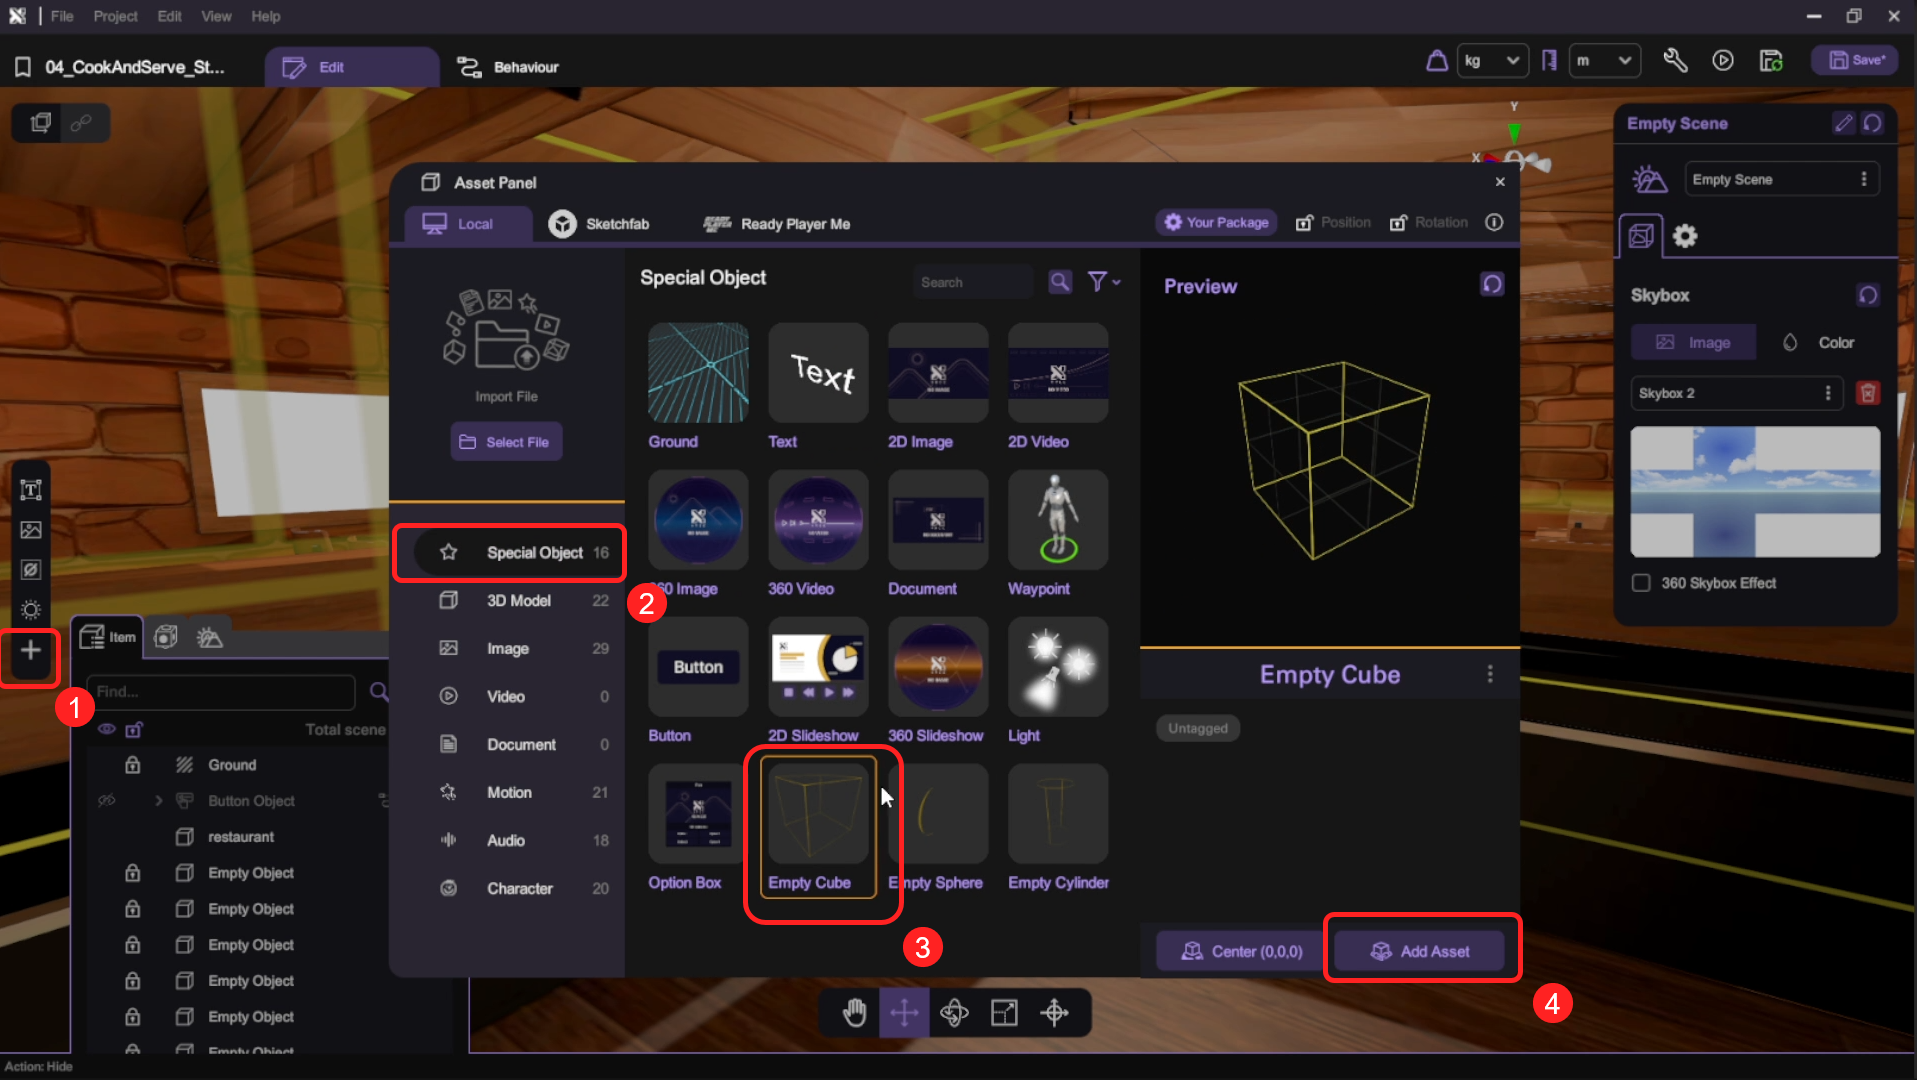 File Project Edit View Help
04_CookAndServe_St... Edit Behaviour kg m Save*
Y
X
Empty Scene
Empty Scene
Skybox
Image Color
Skybox 2
360 Skybox Effect
Asset Panel
Local Sketchfab READY PLAYER ME Ready Player Me Your Package Position Rotation
Import File
Select File
Special Object 16
3D Model 22
Image 29
Video 0
Document 0
Motion 21
Audio 18
Character 20
Special Object Search
Text
Ground Text 2D Image 2D Video
60 Image 360 Video Document Waypoint
Button
Button 2D Slideshow 360 Slideshow Light
Option Box Empty Cube Empty Sphere Empty Cylinder
Preview
Empty Cube
Untagged
Center (0,0,0) Add Asset
1
2
3
4
T
Item
Find...
Total scene
Ground
Button Object
restaurant
Empty Object
Empty Object
Empty Object
Empty Object
Empty Object
Empty Object
Action: Hide